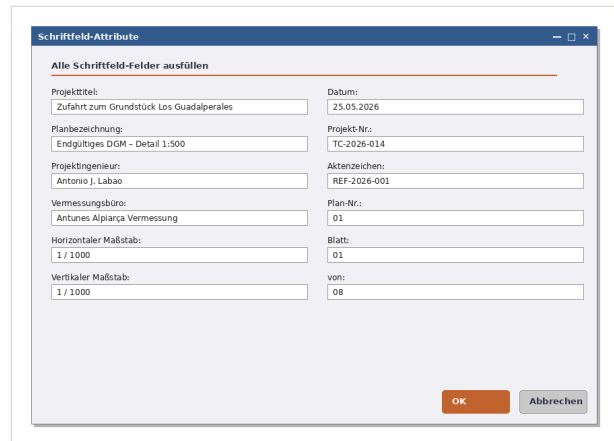 Schriftfeld-Attribute
Alle Schriftfeld-Felder ausfüllen
Projekttitel:
Zufahrt zum Grundstück Los Guadalperales
Datum:
25.05.2026
Planbezeichnung:
Endgültiges DGM – Detail 1:500
Projekt-Nr.:
TC-2026-014
Projektingenieur:
Antonio J. Labao
Aktenzeichen:
REF-2026-001
Vermessungsbüro:
Antunes Alpiarça Vermessung
Plan-Nr.:
01
Horizontaler Maßstab:
1 / 1000
Blatt:
01
Vertikaler Maßstab:
1 / 1000
von:
08
OK
Abbrechen